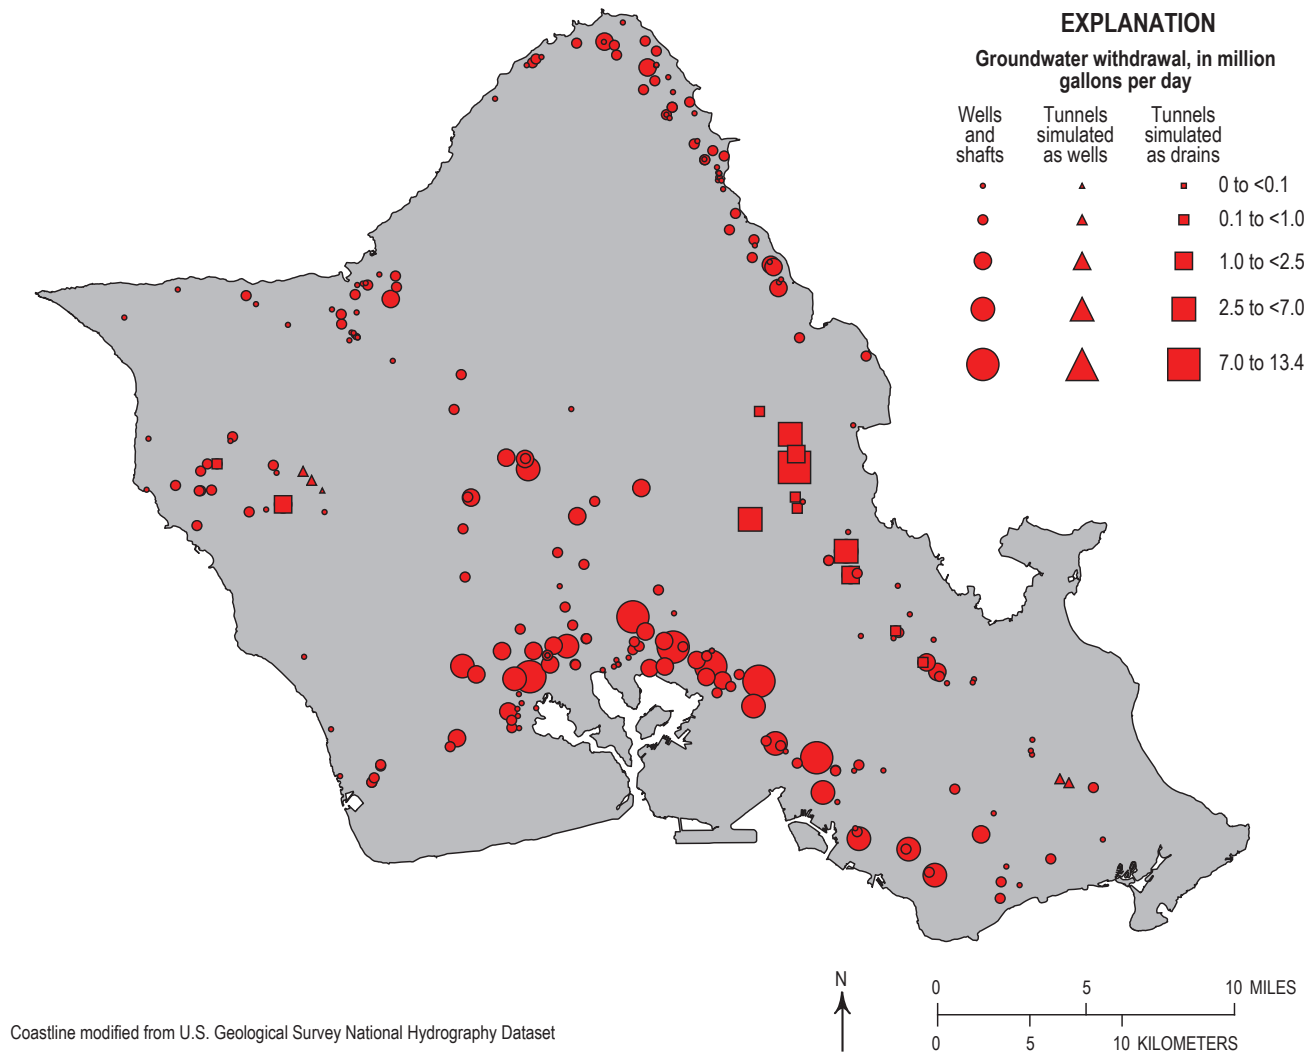 EXPLANATION
Groundwater withdrawal, in million
gallons per day
Wells
and
shafts
Tunnels
simulated
as wells
Tunnels
simulated
as drains
0 to <0.1
0.1 to <1.0
1.0 to <2.5
2.5 to <7.0
7.0 to 13.4
N
0 5 10 MILES
0 5 10 KILOMETERS
Coastline modified from U.S. Geological Survey National Hydrography Dataset